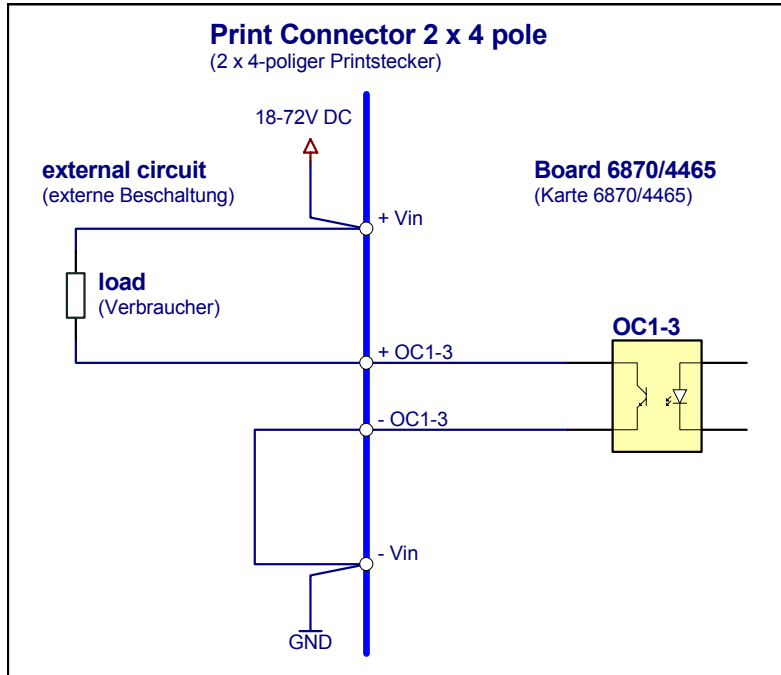 Print Connector 2 x 4 pole
(2 x 4-poliger Printstecker)
18-72V DC
external circuit
(externe Beschaltung)
Board 6870/4465
(Karte 6870/4465)
+ Vin
load
(Verbraucher)
OC1-3
+ OC1-3
- OC1-3
- Vin
GND